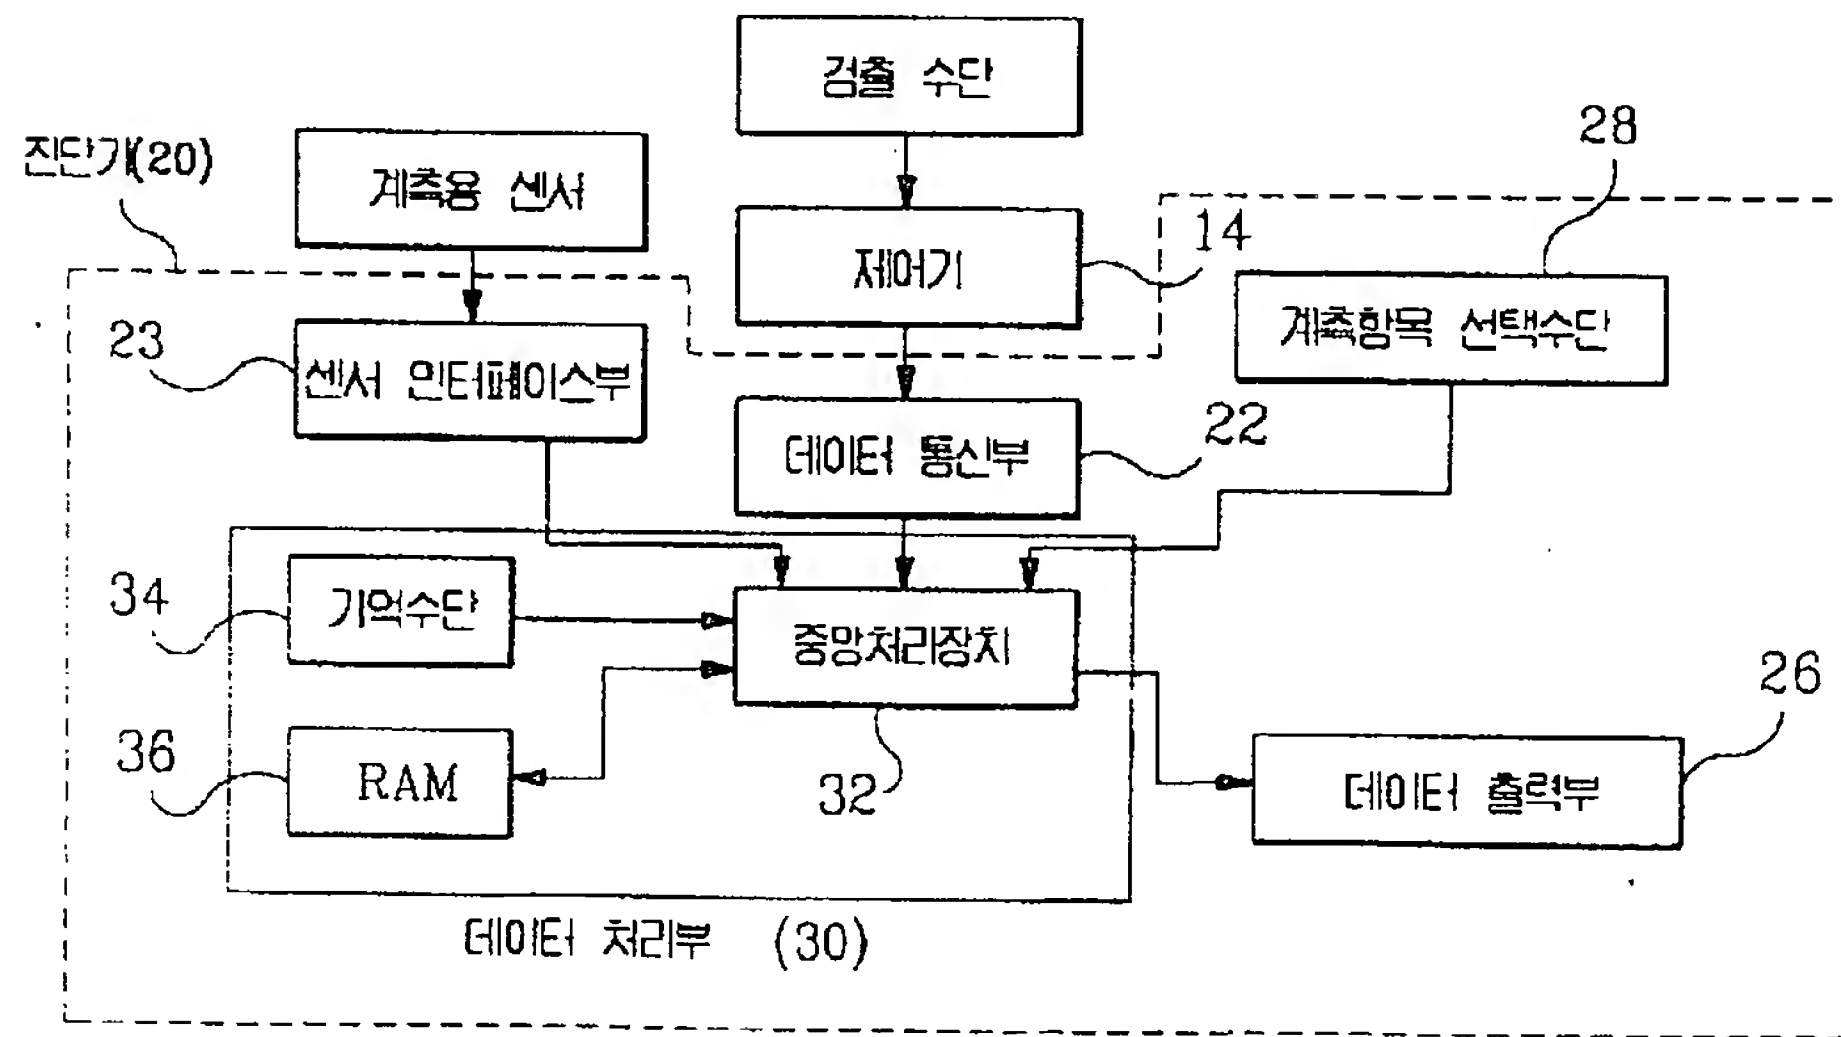 검출 수단
28
진단기(20)
계측용 센서
14
제어기
계측항목 선택수단
23
센서 인터페이스부
22
데이터 통신부
34
기억수단
중앙처리장치
26
36
RAM
32
데이터 출력부
데이터 처리부 (30)